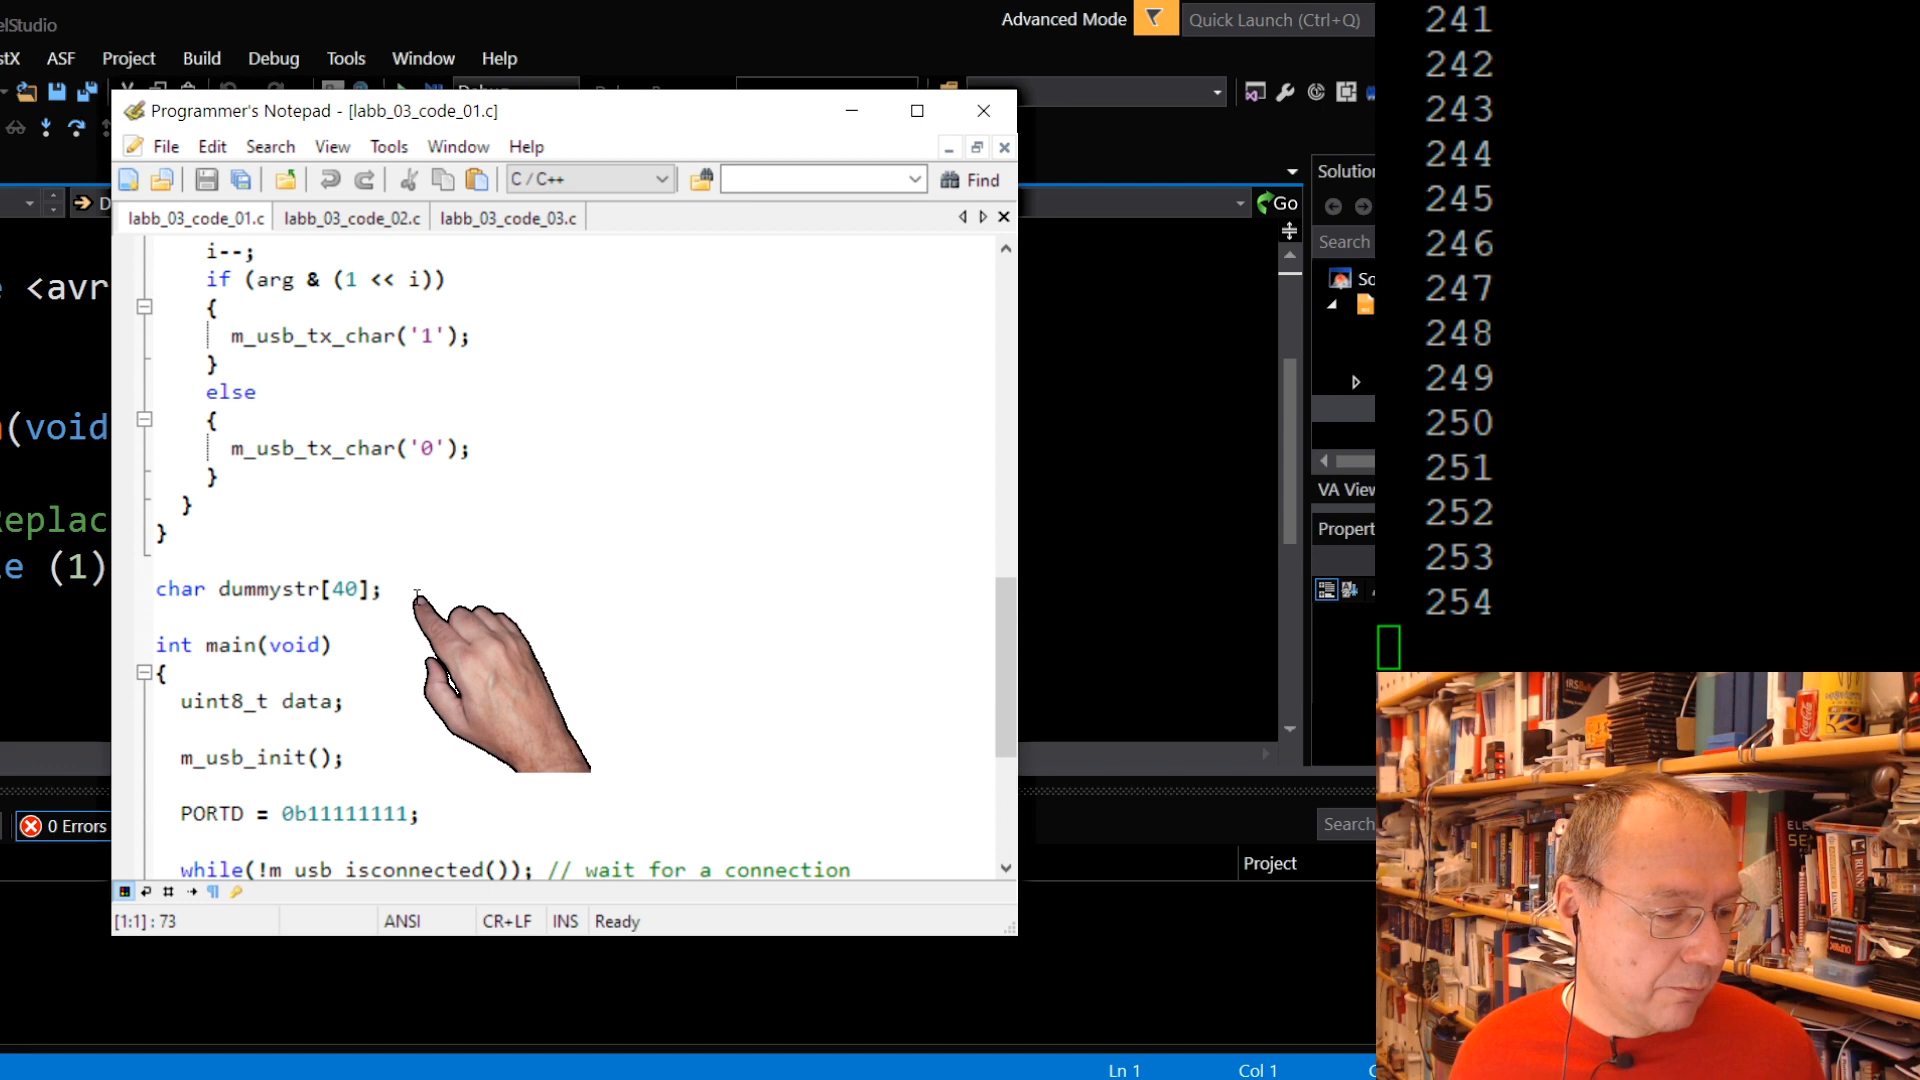 elStudio
Advanced Mode
Quick Launch (Ctrl+Q)
stX ASF Project Build Debug Tools Window Help
Programmer's Notepad - [labb_03_code_01.c]
File Edit Search View Tools Window Help
C / C++
Find
labb_03_code_01.c labb_03_code_02.c labb_03_code_03.c
i--;
if (arg & (1 << i))
{
m_usb_tx_char('1');
}
else
{
m_usb_tx_char('0');
}
}
}
char dummystr[40];
int main(void)
{
uint8_t data;
m_usb_init();
PORTD = 0b11111111;
while(!m_usb_isconnected()); // wait for a connection
[1:1] : 73
ANSI
CR+LF
INS
Ready
<avr
(void
Replac
e (1)
0 Errors
Go
Solution
Search
So
VA View
Propert
Search
Project
Ln 1
Col 1
241
242
243
244
245
246
247
248
249
250
251
252
253
254